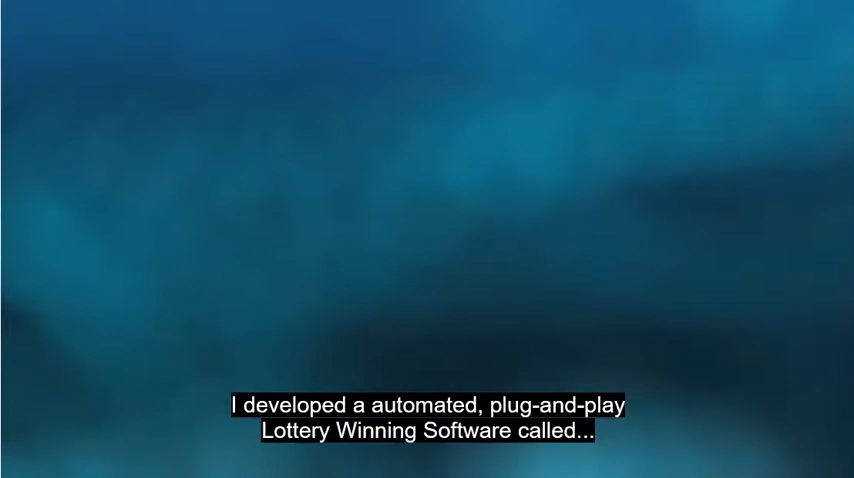 I developed a automated, plug-and-play
Lottery Winning Software called...